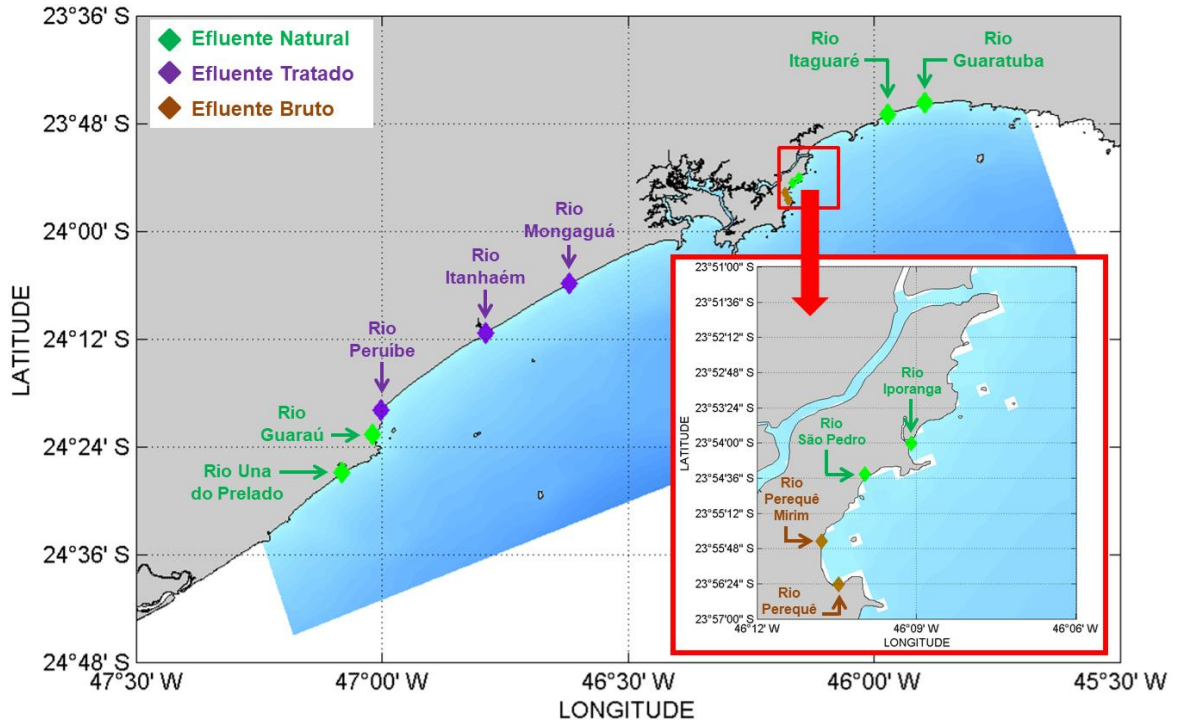 23°36' S
23°48' S
24°00' S
24°12' S
24°24' S
24°36' S
24°48' S
LATITUDE
47°30' W
47°00' W
46°30' W
46°00' W
45°30' W
LONGITUDE
Efluente Natural
Efluente Tratado
Efluente Bruto
Rio
Itaguaré
Rio
Guaratuba
Rio
Mongaguá
Rio
Itanhaém
Rio
Peruíbe
Rio
Guaraú
Rio Una
do Prelado
23°51'00" S
23°51'36" S
23°52'12" S
23°52'48" S
23°53'24" S
23°54'00" S
23°54'36" S
23°55'12" S
23°55'48" S
23°56'24" S
23°57'00" S
LATITUDE
46°12' W
46°09' W
46°06' W
LONGITUDE
Rio
Iporanga
Rio
São Pedro
Rio
Perequê
Mirim
Rio
Perequê